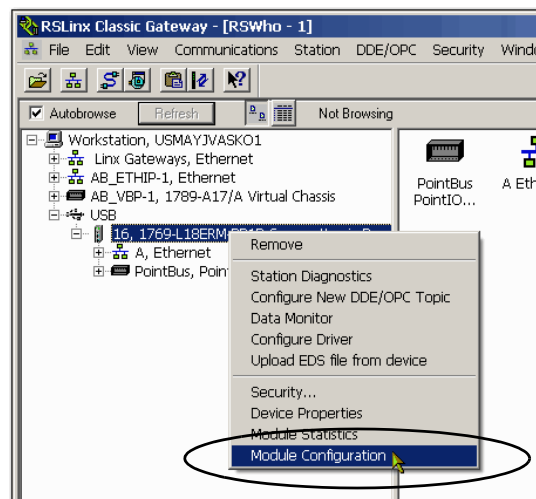 RSLinx Classic Gateway - [RSWho - 1]
File Edit View Communications Station DDE/OPC Security
Autobrowse Refresh Not Browsing
Workstation, USMAYJVASKO1
Linx Gateways, Ethernet
AB_ETHIP-1, Ethernet
AB_VBP-1, 1789-A17/A Virtual Chassis
USB
16, 1769-L18ERM
A, Ethernet
PointBus,
PointBus
PointIO...
A
Remove
Station Diagnostics
Configure New DDE/OPC Topic
Data Monitor
Configure Driver
Upload EDS file from device
Security...
Device Properties
Module Statistics
Module Configuration